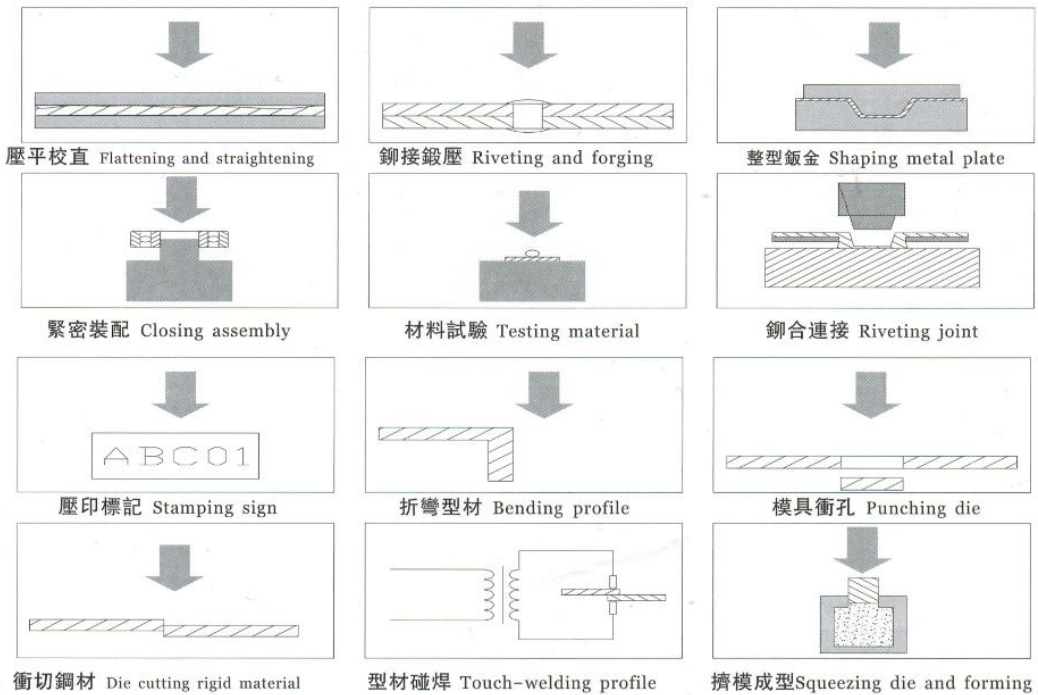 壓平校直 Flattening and straightening
鉚接鍛壓 Riveting and forging
整型鈑金 Shaping metal plate
緊密裝配 Closing assembly
材料試驗 Testing material
鉚合連接 Riveting joint
ABC01
壓印標記 Stamping sign
折彎型材 Bending profile
模具衝孔 Punching die
衝切鋼材 Die cutting rigid material
型材碰焊 Touch-welding profile
擠模成型Squeezing die and forming